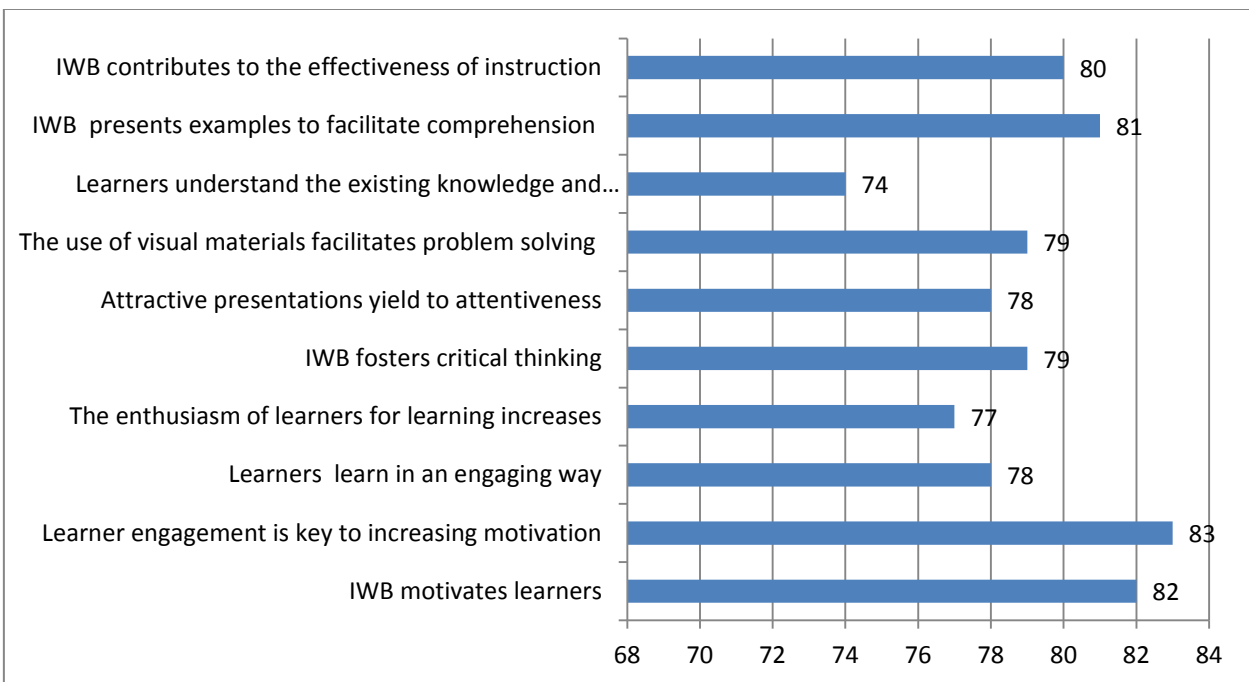 IWB contributes to the effectiveness of instruction 80
IWB presents examples to facilitate comprehension 81
Learners understand the existing knowledge and... 74
The use of visual materials facilitates problem solving 79
Attractive presentations yield to attentiveness 78
IWB fosters critical thinking 79
The enthusiasm of learners for learning increases 77
Learners learn in an engaging way 78
Learner engagement is key to increasing motivation 83
IWB motivates learners 82
68 70 72 74 76 78 80 82 84